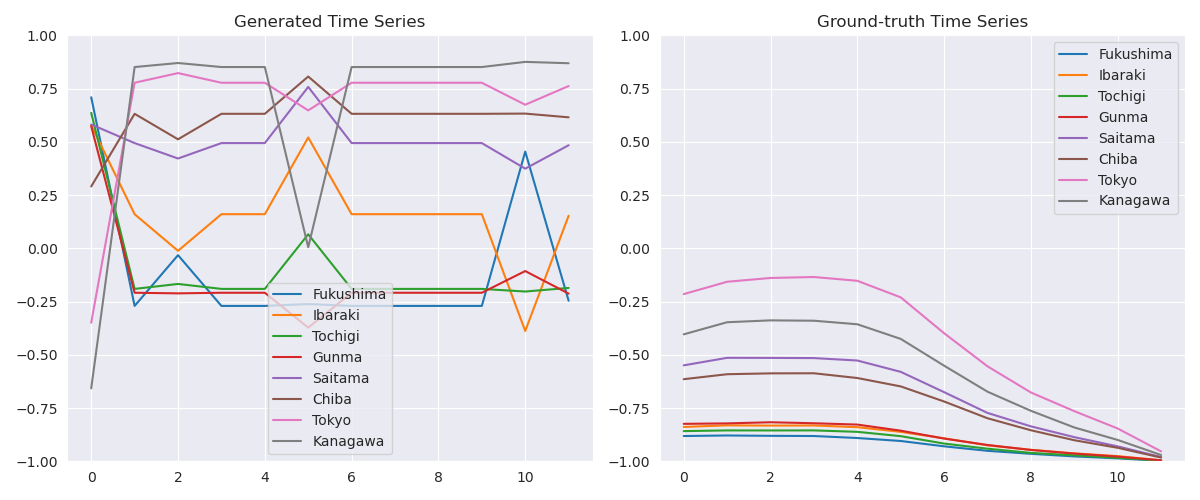 Generated Time Series
1.00
0.75
0.50
0.25
0.00
−0.25
−0.50
−0.75
−1.00
0 2 4 6 8 10
Fukushima
Ibaraki
Tochigi
Gunma
Saitama
Chiba
Tokyo
Kanagawa
Ground-truth Time Series
1.00
0.75
0.50
0.25
0.00
−0.25
−0.50
−0.75
−1.00
0 2 4 6 8 10
Fukushima
Ibaraki
Tochigi
Gunma
Saitama
Chiba
Tokyo
Kanagawa